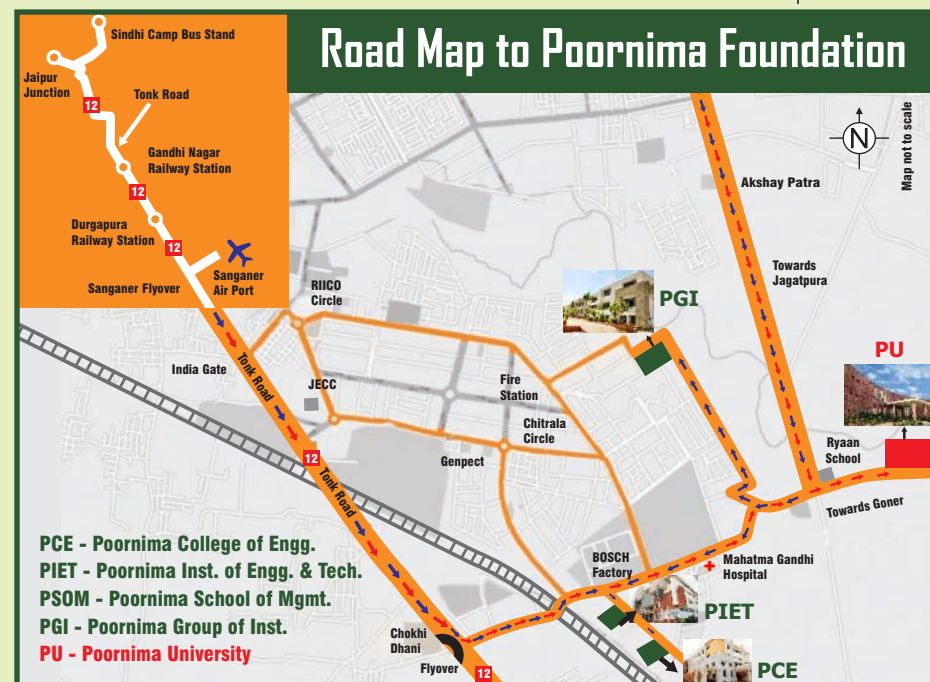 Road Map to Poornima Foundation
Sindhi Camp Bus Stand
Jaipur
Junction
12
Tonk Road
Gandhi Nagar
Railway Station
12
Durgapura
Railway Station
12
Sanganer Flyover
Sanganer
Air Port
N
Map not to scale
Akshay Patra
Towards
Jagatpura
RIICO
Circle
PGI
PU
India Gate
Tonk Road
JECC
Fire
Station
Chitrala
Circle
Genpect
12
Tonk Road
Ryaan
School
Towards Goner
BOSCH
Factory
Mahatma Gandhi
Hospital
PIET
PCE
Chokhi
Dhani
Flyover
12
PCE - Poornima College of Engg.
PIET - Poornima Inst. of Engg. & Tech.
PSOM - Poornima School of Mgmt.
PGI - Poornima Group of Inst.
PU - Poornima University